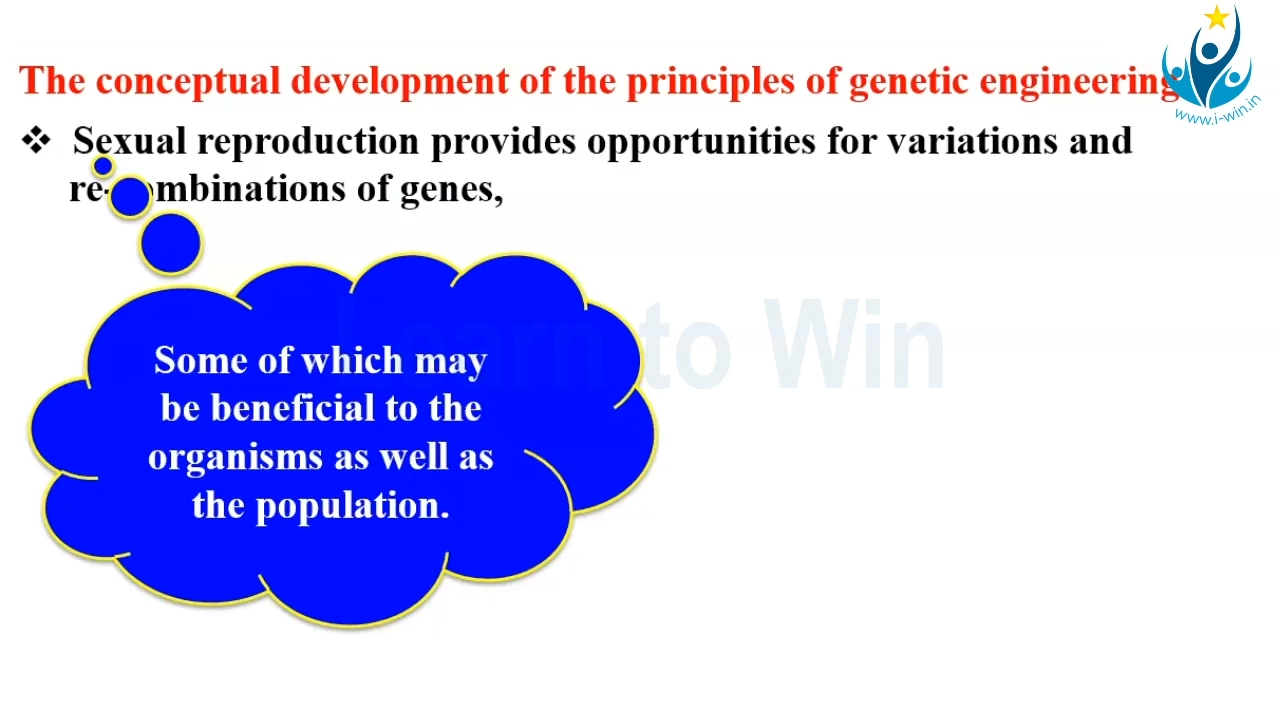 The conceptual development of the principles of genetic engineering
❖ Sexual reproduction provides opportunities for variations and
re-combinations of genes,
Some of which may
be beneficial to the
organisms as well as
the population.
Learn to Win
www.i-win.in